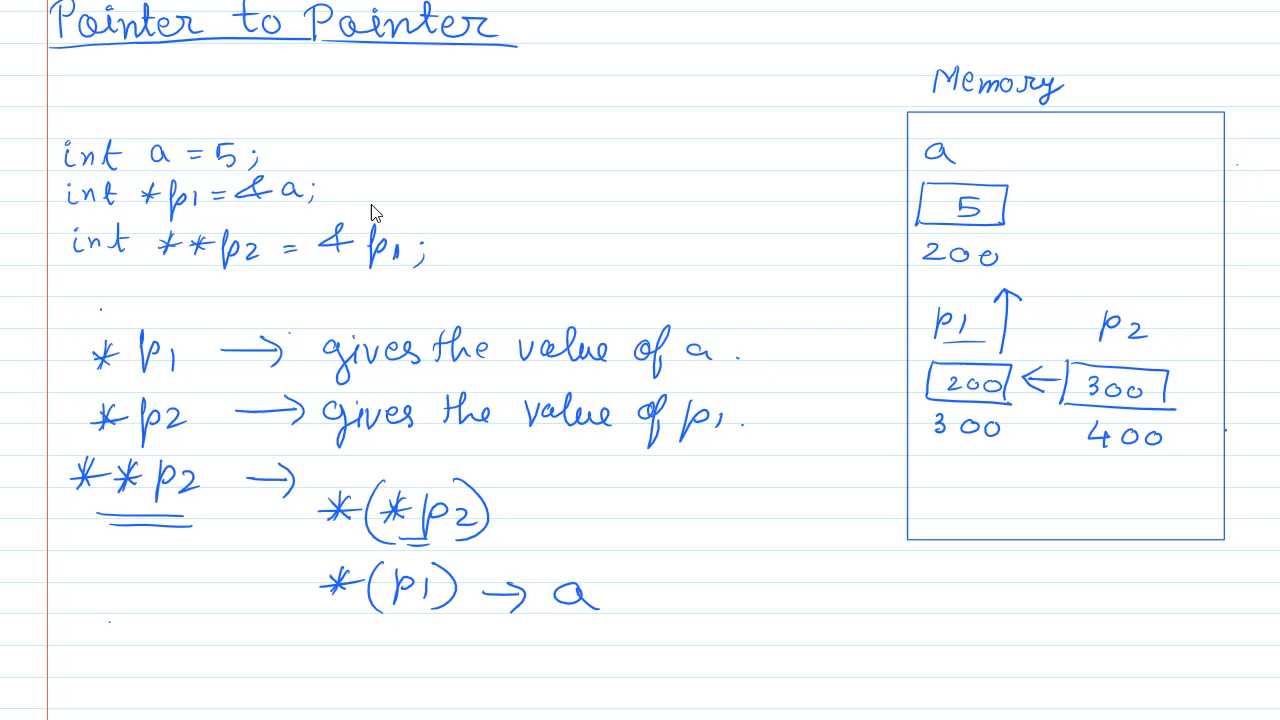 Pointer to Pointer
Memory
int a = 5;
int *p1 = & a;
int **p2 = & p1;
*p1 → gives the value of a.
*p2 → gives the value of p1.
**p2 →
*(*p2)
*(p1) → a
a
5
200
p1 p2
200 ← 300
300 400